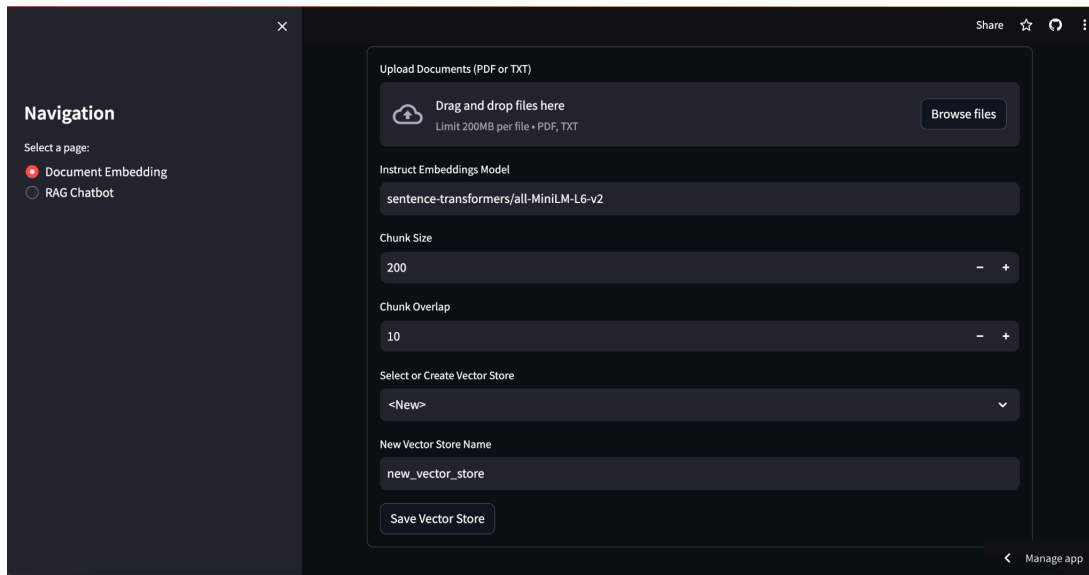 Share
Navigation
Select a page:
Document Embedding
RAG Chatbot
Upload Documents (PDF or TXT)
Drag and drop files here
Limit 200MB per file • PDF, TXT
Browse files
Instruct Embeddings Model
sentence-transformers/all-MiniLM-L6-v2
Chunk Size
200
Chunk Overlap
10
Select or Create Vector Store
<New>
New Vector Store Name
new_vector_store
Save Vector Store
Manage app